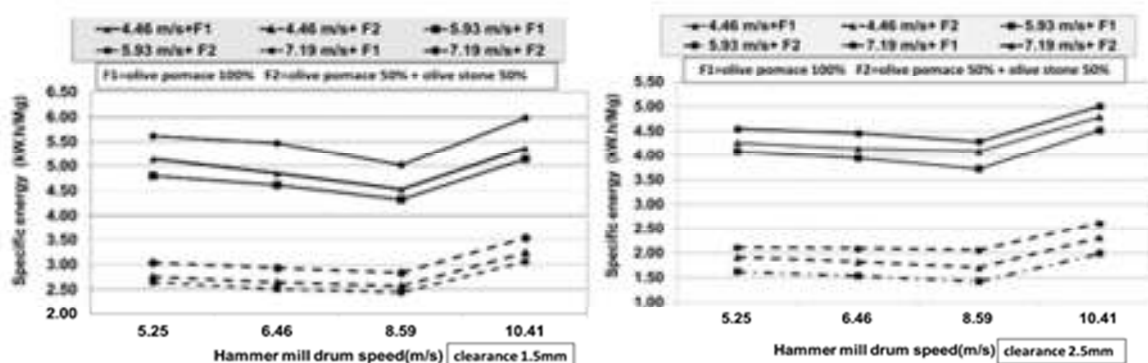 4.46 m/s+F1 4.46 m/s+ F2 5.93 m/s+ F1
5.93 m/s+ F2 7.19 m/s+ F1 7.19 m/s+ F2
F1=olive pomace 100% F2=olive pomace 50% + olive stone 50%
Specific energy (kW.h/Mg)
6.50
6.00
5.50
5.00
4.50
4.00
3.50
3.00
2.50
2.00
5.25 6.46 8.59 10.41
Hammer mill drum speed(m/s)
clearance 1.5mm
4.46 m/s+F1 4.46 m/s+ F2 5.93 m/s+ F1
5.93 m/s+ F2 7.19 m/s+ F1 7.19 m/s+ F2
F1=olive pomace 100% F2=olive pomace 50% + olive stone 50%
Specific energy (kW.h/Mg)
5.50
5.00
4.50
4.00
3.50
3.00
2.50
2.00
1.50
1.00
5.25 6.46 8.59 10.41
Hammer mill drum speed(m/s)
clearance 2.5mm